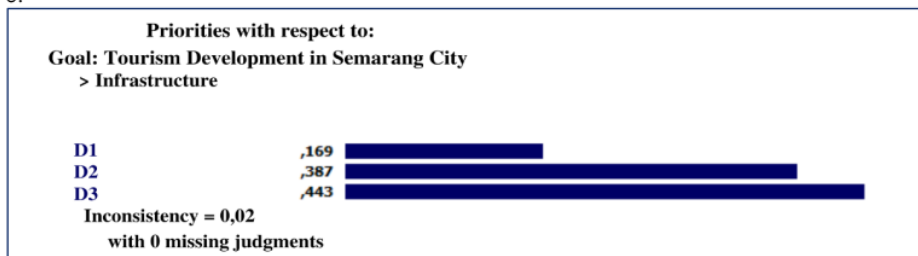 Priorities with respect to:
Goal: Tourism Development in Semarang City
> Infrastructure
D1 ,169
D2 ,387
D3 ,443
Inconsistency = 0,02
with 0 missing judgments